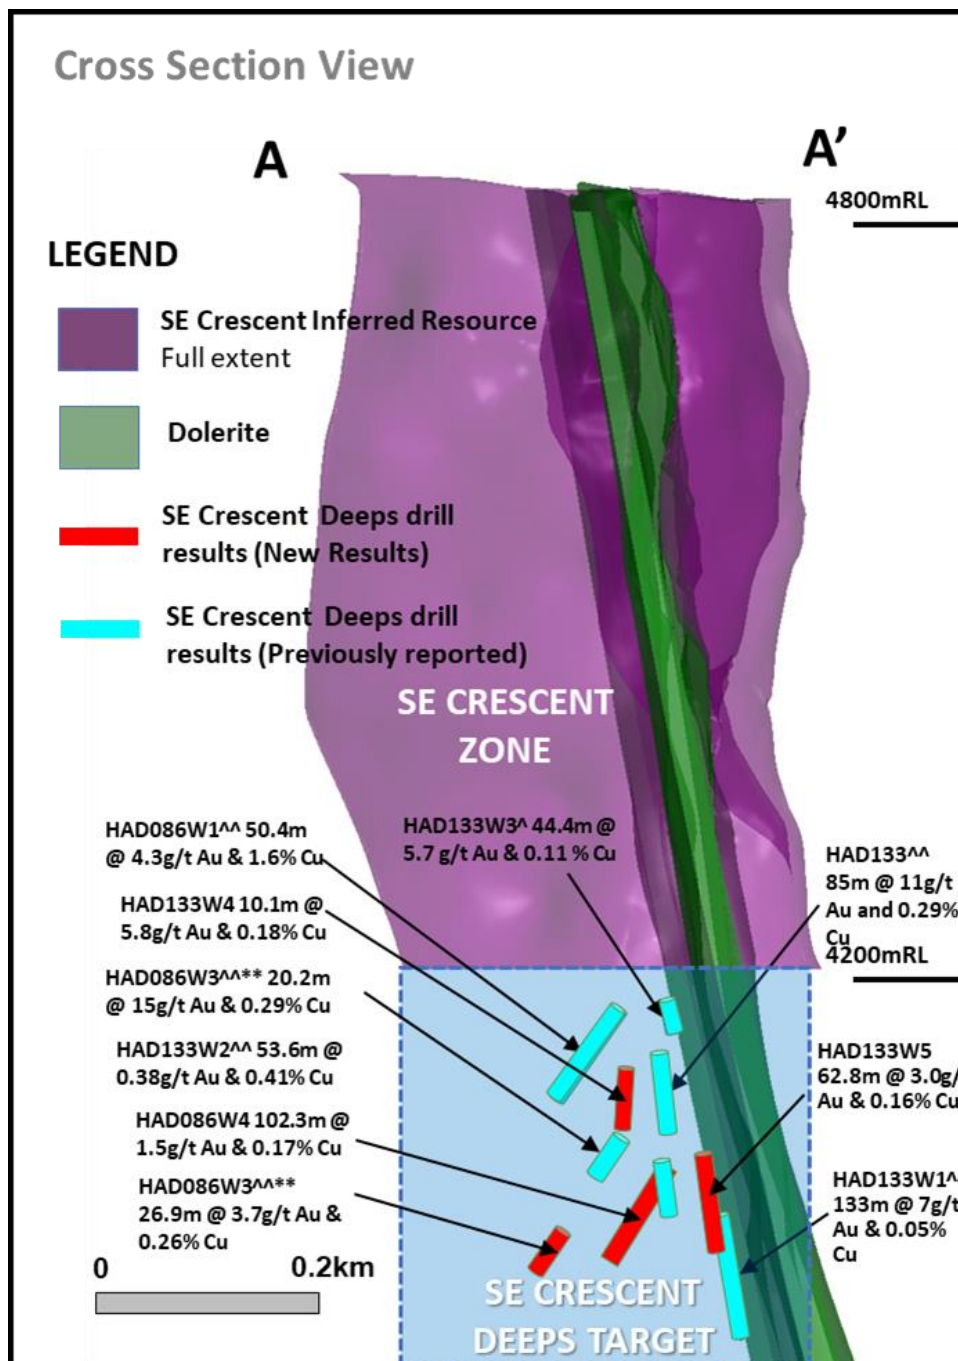 Cross Section View
A
A’
4800mRL
LEGEND
SE Crescent Inferred Resource
Full extent
Dolerite
SE Crescent Deeps drill
results (New Results)
SE Crescent Deeps drill
results (Previously reported)
SE CRESCENT
ZONE
HAD086W1^^ 50.4m
@ 4.3g/t Au & 1.6% Cu
HAD133W3^ 44.4m @
5.7 g/t Au & 0.11 % Cu
HAD133^^
85m @ 11g/t
Au and 0.29%
Cu
4200mRL
HAD133W4 10.1m @
5.8g/t Au & 0.18% Cu
HAD086W3^^** 20.2m
@ 15g/t Au & 0.29% Cu
HAD133W2^^ 53.6m @
0.38g/t Au & 0.41% Cu
HAD086W4 102.3m @
1.5g/t Au & 0.17% Cu
HAD086W3^^**
26.9m @ 3.7g/t Au &
0.26% Cu
HAD133W5
62.8m @ 3.0g/
Au & 0.16% Cu
HAD133W1^
133m @ 7g/t
Au & 0.05%
Cu
0
0.2km
SE CRESCENT
DEEPS TARGET